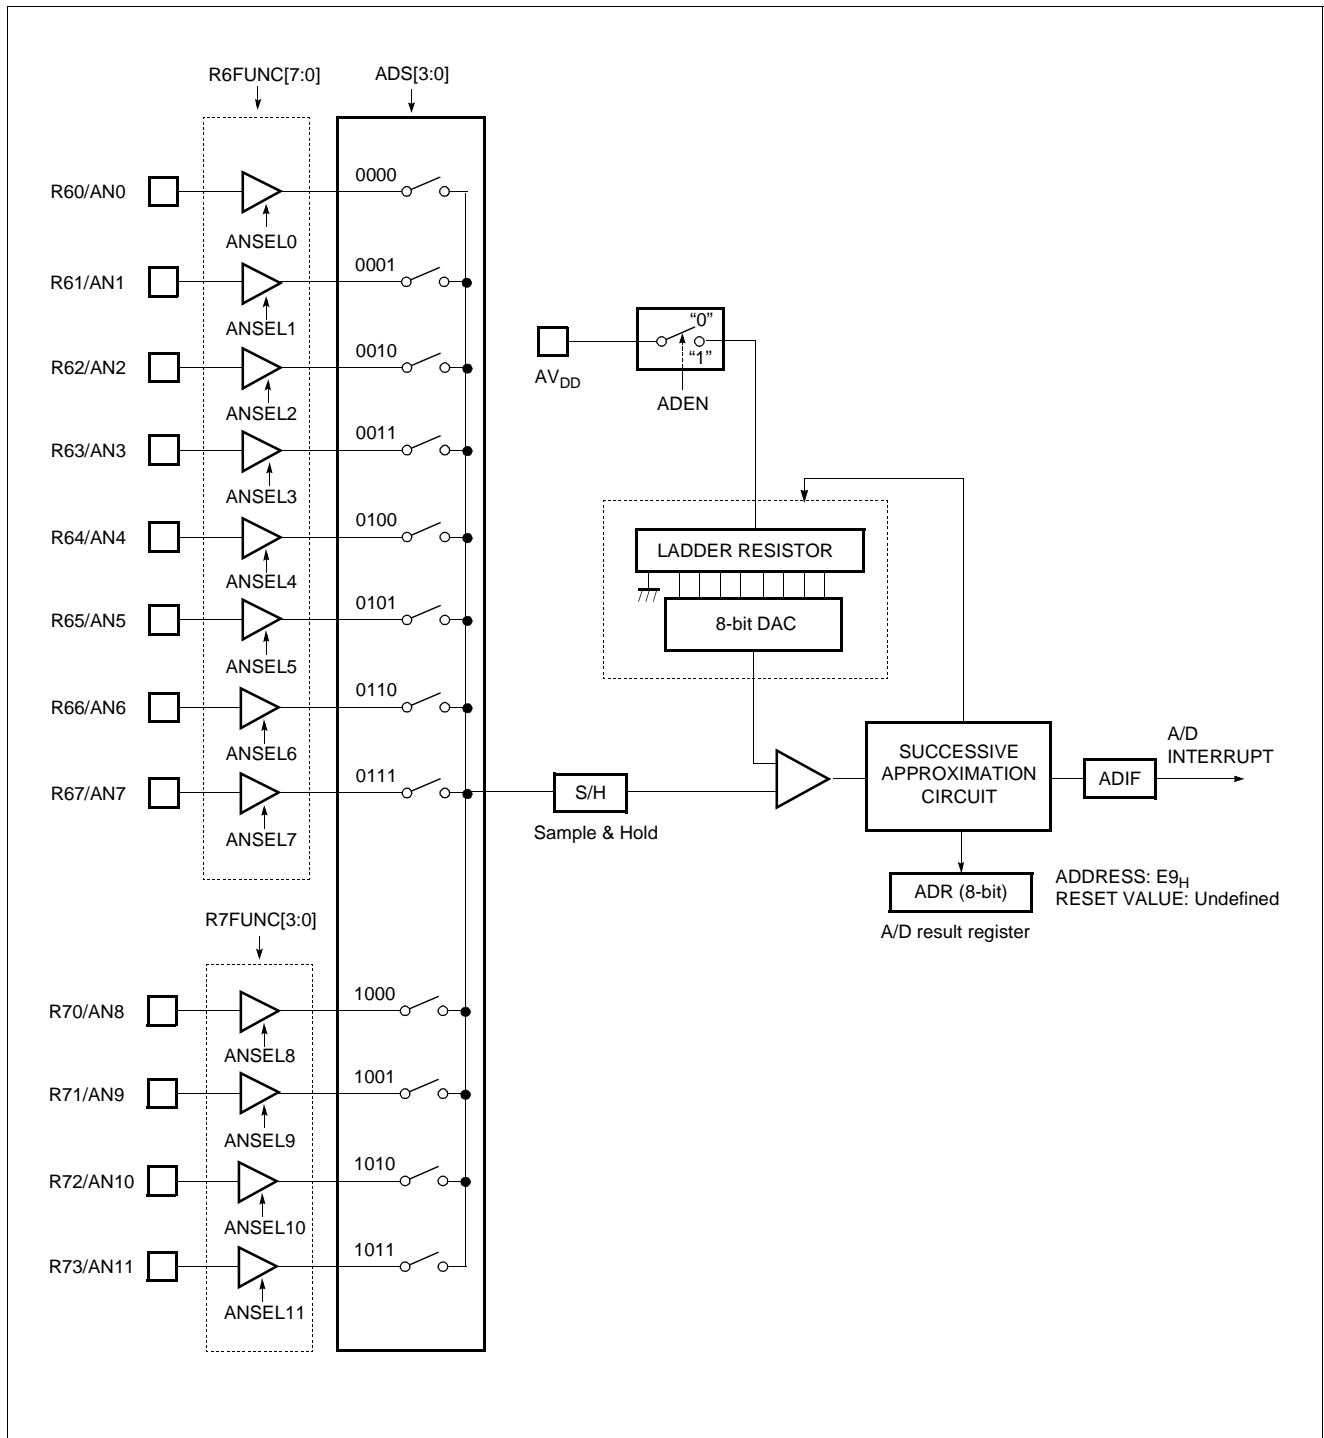 R6FUNC[7:0]
ADS[3:0]
R60/AN0
0000
ANSEL0
R61/AN1
0001
ANSEL1
R62/AN2
0010
ANSEL2
R63/AN3
0011
ANSEL3
R64/AN4
0100
ANSEL4
R65/AN5
0101
ANSEL5
R66/AN6
0110
ANSEL6
R67/AN7
0111
ANSEL7
R7FUNC[3:0]
R70/AN8
1000
ANSEL8
R71/AN9
1001
ANSEL9
R72/AN10
1010
ANSEL10
R73/AN11
1011
ANSEL11
“0”
“1”
AVDD
ADEN
LADDER RESISTOR
8-bit DAC
S/H
Sample & Hold
SUCCESSIVE
APPROXIMATION
CIRCUIT
ADIF
A/D
INTERRUPT
ADR (8-bit)
A/D result register
ADDRESS: E9H
RESET VALUE: Undefined